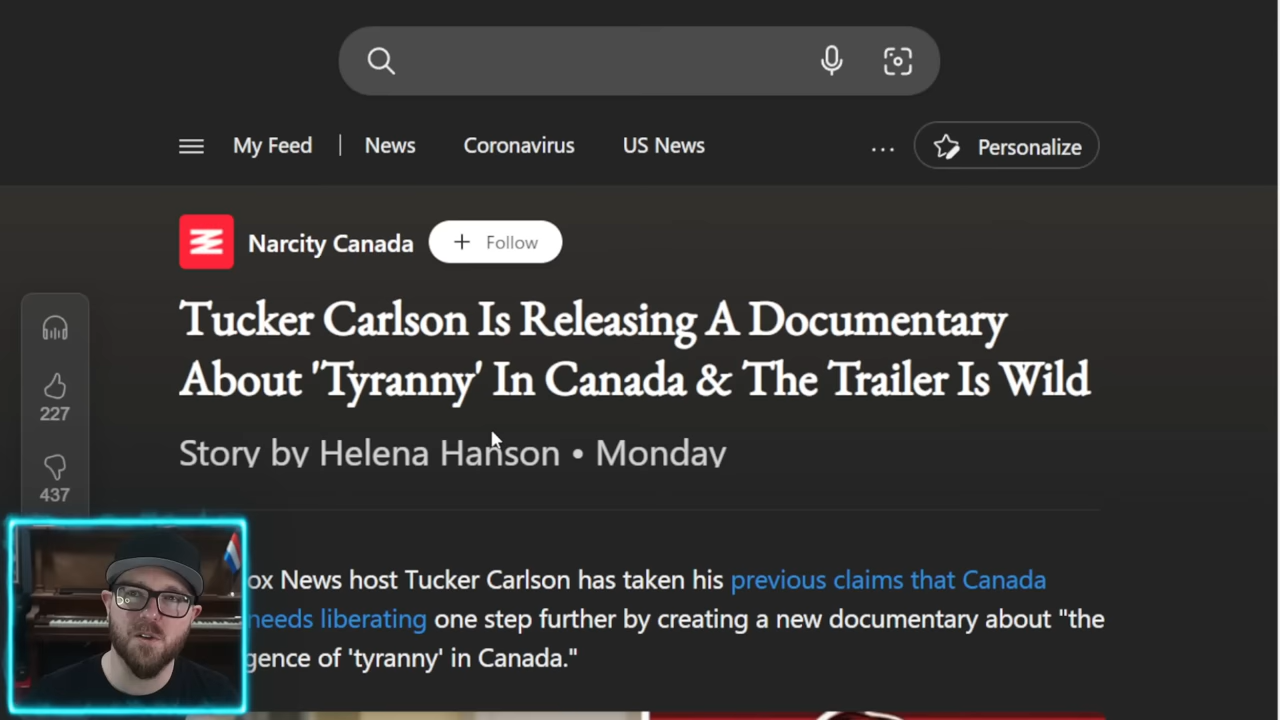 My Feed | News Coronavirus US News ... Personalize
Narcity Canada + Follow
Tucker Carlson Is Releasing A Documentary
About 'Tyranny' In Canada & The Trailer Is Wild
Story by Helena Hanson • Monday
227
437
ox News host Tucker Carlson has taken his previous claims that Canada
needs liberating one step further by creating a new documentary about "the
gence of 'tyranny' in Canada."